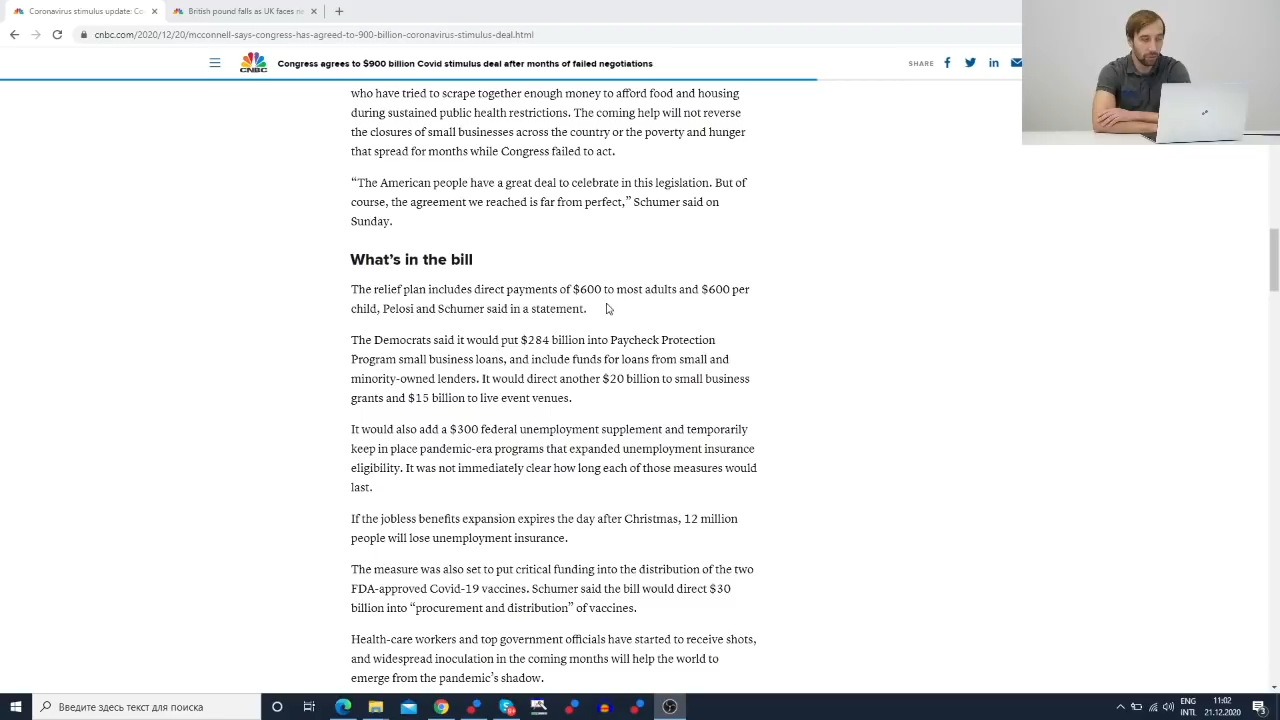 Coronavirus stimulus update: Co
British pound falls as UK faces ne
cnbc.com/2020/12/20/mcconnell-says-congress-has-agreed-to-900-billion-coronavirus-stimulus-deal.html
CNBC
Congress agrees to $900 billion Covid stimulus deal after months of failed negotiations
SHARE
who have tried to scrape together enough money to afford food and housing
during sustained public health restrictions. The coming help will not reverse
the closures of small businesses across the country or the poverty and hunger
that spread for months while Congress failed to act.
“The American people have a great deal to celebrate in this legislation. But of
course, the agreement we reached is far from perfect,” Schumer said on
Sunday.
What’s in the bill
The relief plan includes direct payments of $600 to most adults and $600 per
child, Pelosi and Schumer said in a statement.
The Democrats said it would put $284 billion into Paycheck Protection
Program small business loans, and include funds for loans from small and
minority-owned lenders. It would direct another $20 billion to small business
grants and $15 billion to live event venues.
It would also add a $300 federal unemployment supplement and temporarily
keep in place pandemic-era programs that expanded unemployment insurance
eligibility. It was not immediately clear how long each of those measures would
last.
If the jobless benefits expansion expires the day after Christmas, 12 million
people will lose unemployment insurance.
The measure was also set to put critical funding into the distribution of the two
FDA-approved Covid-19 vaccines. Schumer said the bill would direct $30
billion into “procurement and distribution” of vaccines.
Health-care workers and top government officials have started to receive shots,
and widespread inoculation in the coming months will help the world to
emerge from the pandemic’s shadow.
Введите здесь текст для поиска
ENG
INTL
11:02
21.12.2020